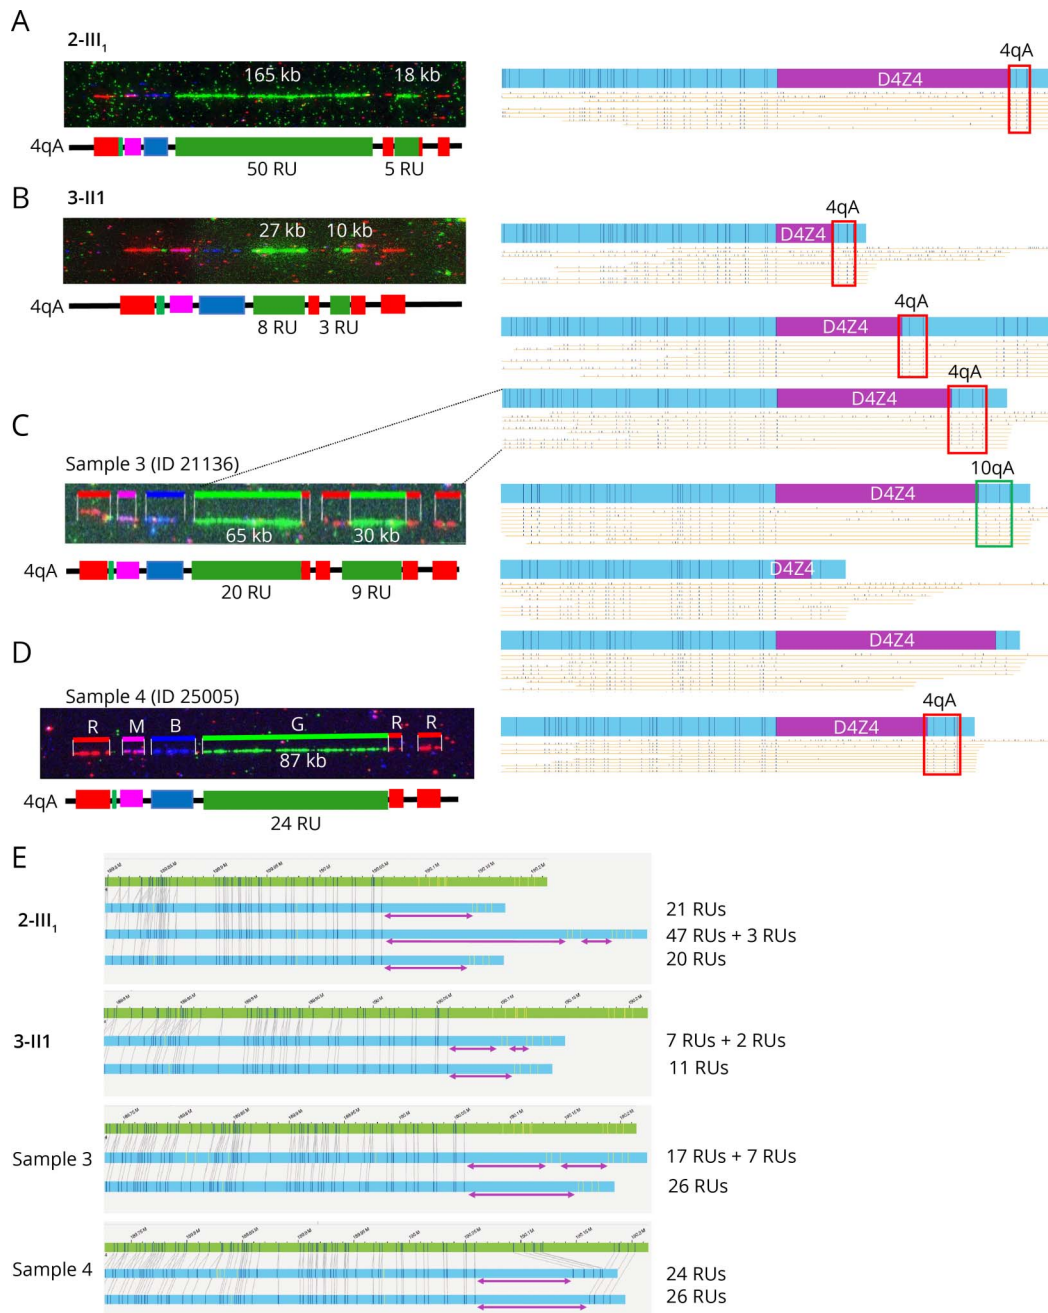 A
2-III1
165 kb
18 kb
4qA
50 RU
5 RU
4qA
D4Z4
B
3-II1
27 kb
10 kb
4qA
8 RU
3 RU
4qA
D4Z4
4qA
D4Z4
4qA
D4Z4
C
Sample 3 (ID 21136)
65 kb
30 kb
4qA
20 RU
9 RU
10qA
D4Z4
D4Z4
D4Z4
D
Sample 4 (ID 25005)
R M B G R R
87 kb
4qA
24 RU
4qA
D4Z4
E
2-III1
21 RUs
47 RUs + 3 RUs
20 RUs
3-II1
7 RUs + 2 RUs
11 RUs
Sample 3
17 RUs + 7 RUs
26 RUs
Sample 4
24 RUs
26 RUs